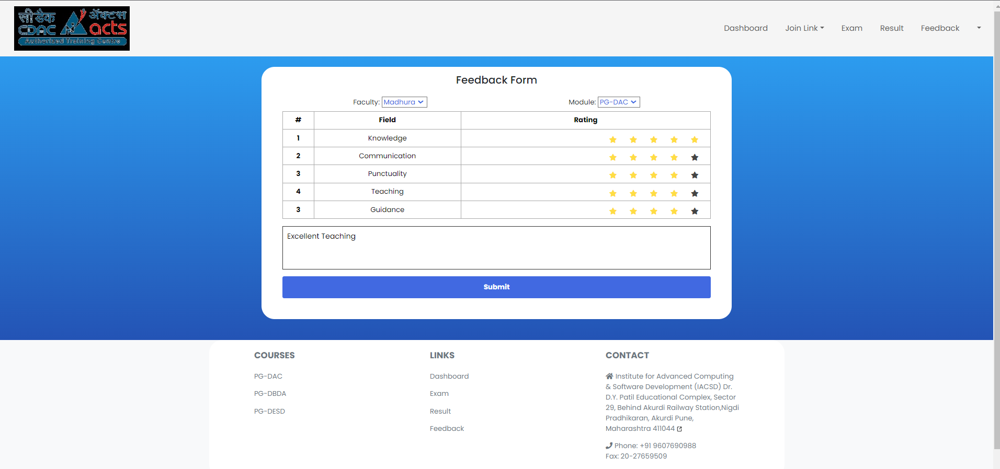 सी डैक
ॲक्टस
CDAC
acts
Authorized Training Centre
Dashboard
Join Link
Exam
Result
Feedback
Feedback Form
Faculty: Madhura
Module: PG-DAC
# Field Rating
1 Knowledge
2 Communication
3 Punctuality
4 Teaching
3 Guidance
Excellent Teaching
Submit
COURSES
PG-DAC
PG-DBDA
PG-DESD
LINKS
Dashboard
Exam
Result
Feedback
CONTACT
Institute for Advanced Computing
& Software Development (IACSD) Dr.
D.Y. Patil Educational Complex, Sector
29, Behind Akurdi Railway Station,Nigdi
Pradhikaran, Akurdi Pune,
Maharashtra 411044
Phone: +91 9607690988
Fax: 20-27659509